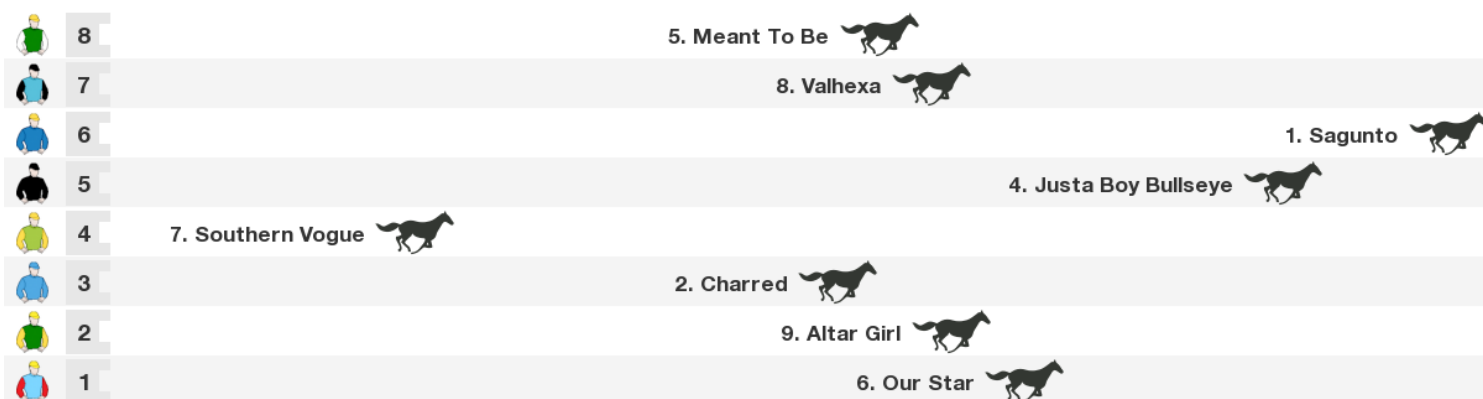 8 5. Meant To Be
7 8. Valhexa
6 1. Sagunto
5 4. Justa Boy Bullseye
4 7. Southern Vogue
3 2. Charred
2 9. Altar Girl
1 6. Our Star